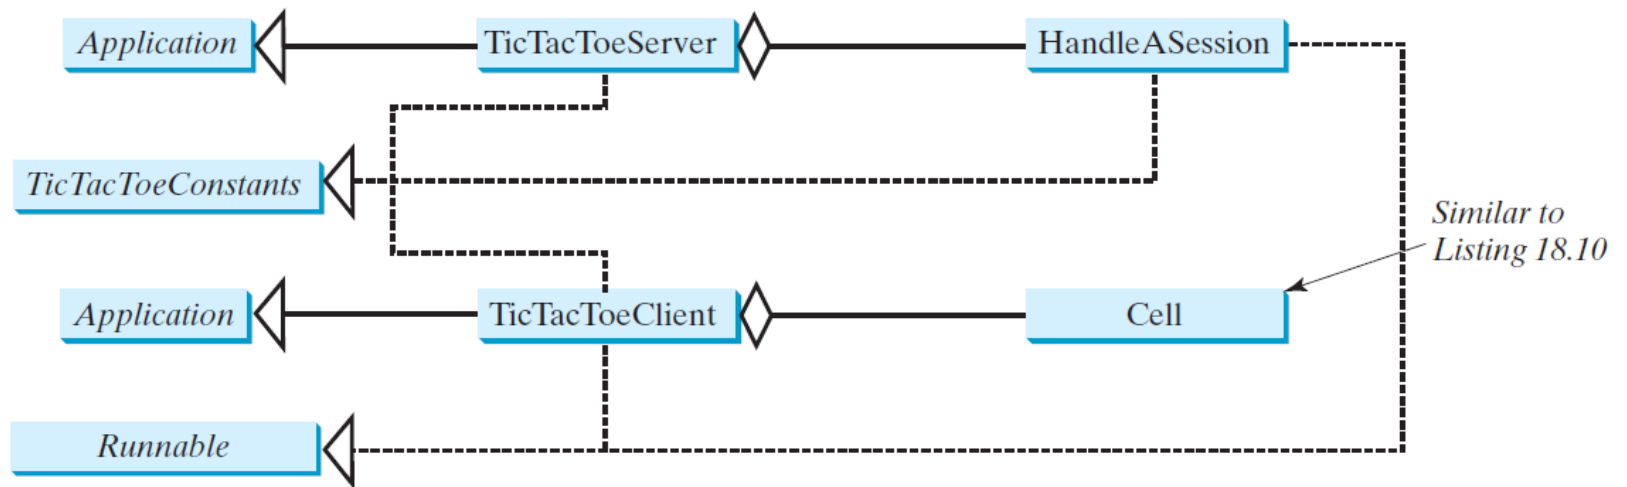 Application
TicTacToeServer
HandleASession
TicTacToeConstants
Similar to
Listing 18.10
Application
TicTacToeClient
Cell
Runnable